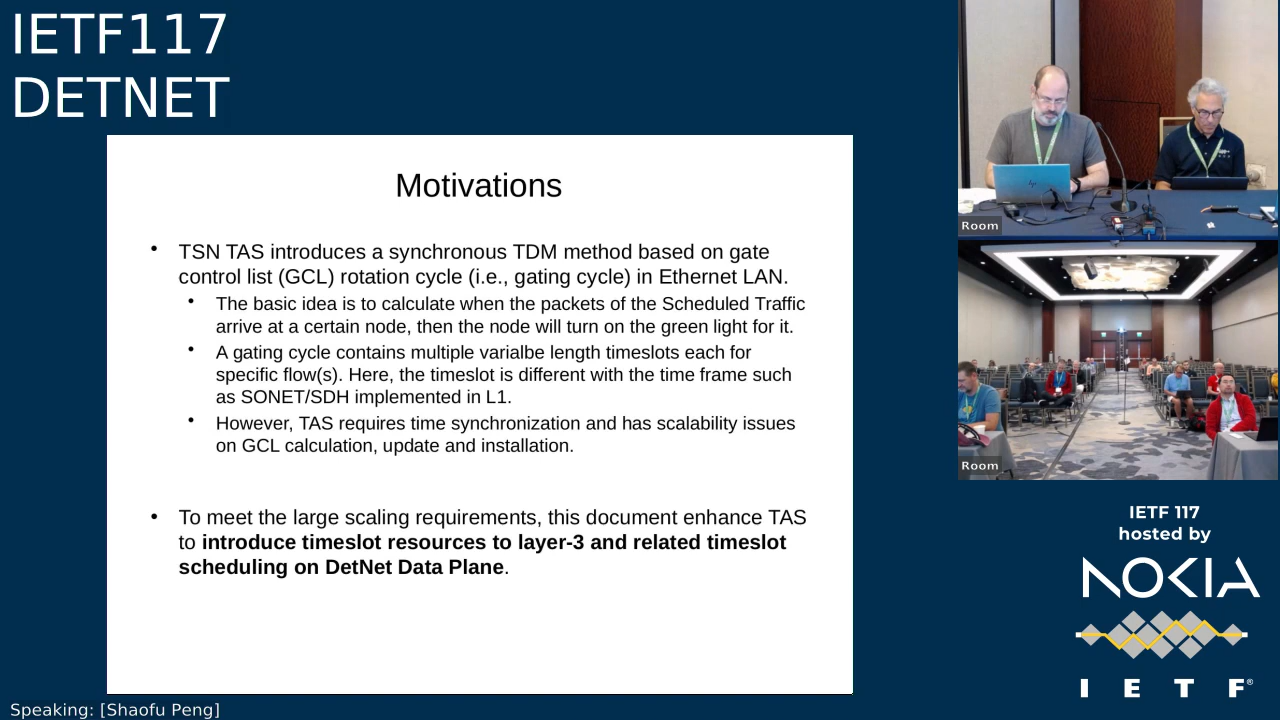 IETF117
DETNET
Motivations
• TSN TAS introduces a synchronous TDM method based on gate
control list (GCL) rotation cycle (i.e., gating cycle) in Ethernet LAN.
• The basic idea is to calculate when the packets of the Scheduled Traffic
arrive at a certain node, then the node will turn on the green light for it.
• A gating cycle contains multiple varialbe length timeslots each for
specific flow(s). Here, the timeslot is different with the time frame such
as SONET/SDH implemented in L1.
• However, TAS requires time synchronization and has scalability issues
on GCL calculation, update and installation.
• To meet the large scaling requirements, this document enhance TAS
to introduce timeslot resources to layer-3 and related timeslot
scheduling on DetNet Data Plane.
Room
Room
IETF 117
hosted by
NOKIA
I E T F®
Speaking: [Shaofu Peng]